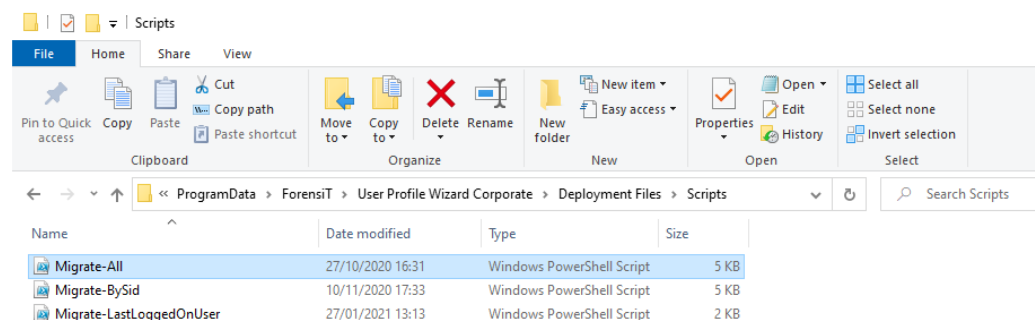 Scripts
File Home Share View
Pin to Quick access
Copy
Paste
Cut
Copy path
Paste shortcut
Clipboard
Move to
Copy to
Delete
Rename
Organize
New folder
New item
Easy access
New
Properties
Open
Edit
History
Open
Select all
Select none
Invert selection
Select
« ProgramData > ForensiT > User Profile Wizard Corporate > Deployment Files > Scripts
Search Scripts
Name Date modified Type Size
Migrate-All 27/10/2020 16:31 Windows PowerShell Script 5 KB
Migrate-BySid 10/11/2020 17:33 Windows PowerShell Script 5 KB
Migrate-LastLoggedOnUser 27/01/2021 13:13 Windows PowerShell Script 2 KB